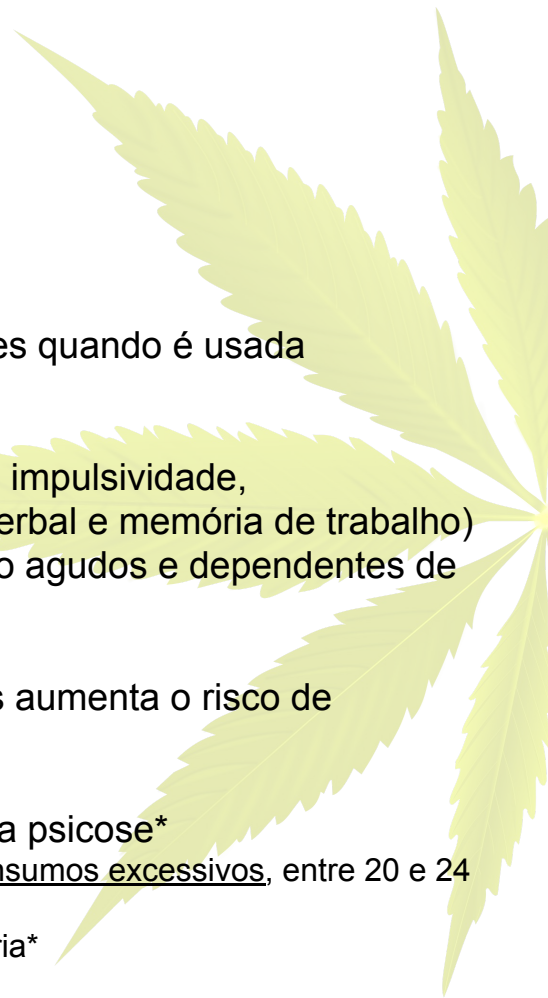 es quando é usada
impulsividade,
erbal e memória de trabalho)
o agudos e dependentes de
s aumenta o risco de
a psicose*
nsumos excessivos, entre 20 e 24
ria*